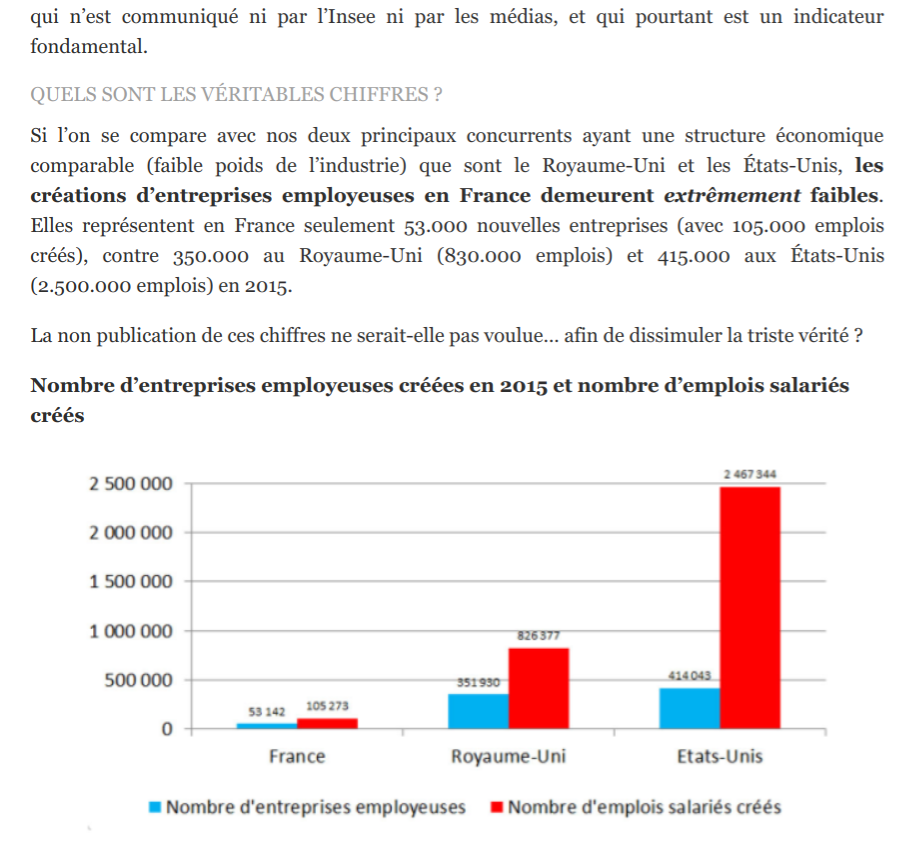 qui n’est communiqué ni par l’Insee ni par les médias, et qui pourtant est un indicateur
fondamental.
QUELS SONT LES VÉRITABLES CHIFFRES ?
Si l’on se compare avec nos deux principaux concurrents ayant une structure économique
comparable (faible poids de l’industrie) que sont le Royaume-Uni et les États-Unis, les
créations d’entreprises employeuses en France demeurent extrêmement faibles.
Elles représentent en France seulement 53.000 nouvelles entreprises (avec 105.000 emplois
créés), contre 350.000 au Royaume-Uni (830.000 emplois) et 415.000 aux États-Unis
(2.500.000 emplois) en 2015.
La non publication de ces chiffres ne serait-elle pas voulue... afin de dissimuler la triste vérité ?
Nombre d’entreprises employeuses créées en 2015 et nombre d’emplois salariés
créés
2 467 344
2 500 000
2 000 000
1 500 000
1 000 000
826 377
500 000
351 930
414 043
53 142
105 273
0
France
Royaume-Uni
Etats-Unis
Nombre d'entreprises employeuses
Nombre d'emplois salariés créés